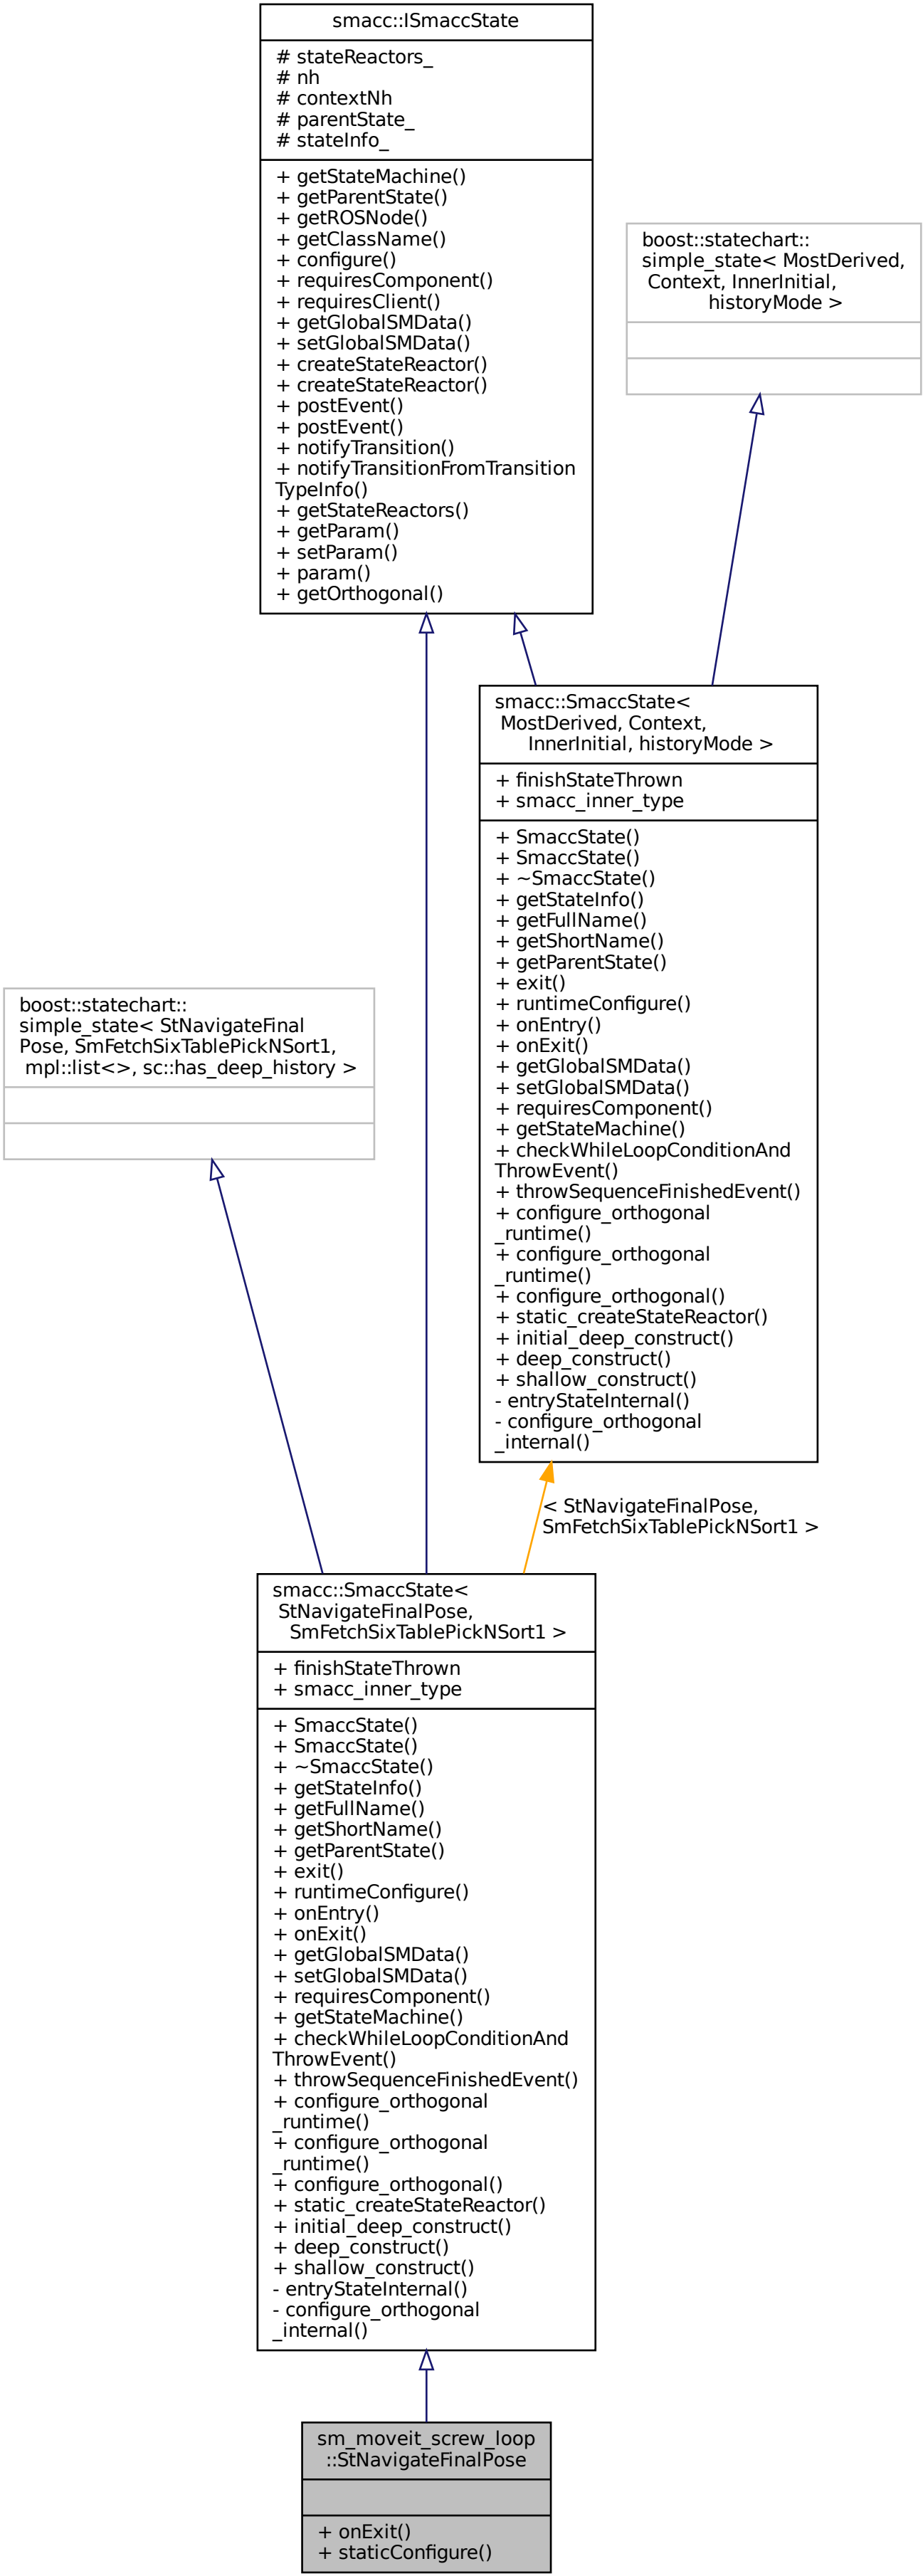 smacc::ISmaccState
# stateReactors_
# nh
# contextNh
# parentState_
# stateInfo_
+ getStateMachine()
+ getParentState()
+ getROSNode()
+ getClassName()
+ configure()
+ requiresComponent()
+ requiresClient()
+ getGlobalSMData()
+ setGlobalSMData()
+ createStateReactor()
+ createStateReactor()
+ postEvent()
+ postEvent()
+ notifyTransition()
+ notifyTransitionFromTransition
TypeInfo()
+ getStateReactors()
+ getParam()
+ setParam()
+ param()
+ getOrthogonal()
boost::statechart::
simple_state< MostDerived,
Context, InnerInitial,
historyMode >
smacc::SmaccState<
MostDerived, Context,
InnerInitial, historyMode >
+ finishStateThrown
+ smacc_inner_type
+ SmaccState()
+ SmaccState()
+ ~SmaccState()
+ getStateInfo()
+ getFullName()
+ getShortName()
+ getParentState()
+ exit()
+ runtimeConfigure()
+ onEntry()
+ onExit()
+ getGlobalSMData()
+ setGlobalSMData()
+ requiresComponent()
+ getStateMachine()
+ checkWhileLoopConditionAnd
ThrowEvent()
+ throwSequenceFinishedEvent()
+ configure_orthogonal
_runtime()
+ configure_orthogonal
_runtime()
+ configure_orthogonal()
+ static_createStateReactor()
+ initial_deep_construct()
+ deep_construct()
+ shallow_construct()
- entryStateInternal()
- configure_orthogonal
_internal()
boost::statechart::
simple_state< StNavigateFinal
Pose, SmFetchSixTablePickNSort1,
mpl::list<>, sc::has_deep_history >
< StNavigateFinalPose,
SmFetchSixTablePickNSort1 >
smacc::SmaccState<
StNavigateFinalPose,
SmFetchSixTablePickNSort1 >
+ finishStateThrown
+ smacc_inner_type
+ SmaccState()
+ SmaccState()
+ ~SmaccState()
+ getStateInfo()
+ getFullName()
+ getShortName()
+ getParentState()
+ exit()
+ runtimeConfigure()
+ onEntry()
+ onExit()
+ getGlobalSMData()
+ setGlobalSMData()
+ requiresComponent()
+ getStateMachine()
+ checkWhileLoopConditionAnd
ThrowEvent()
+ throwSequenceFinishedEvent()
+ configure_orthogonal
_runtime()
+ configure_orthogonal
_runtime()
+ configure_orthogonal()
+ static_createStateReactor()
+ initial_deep_construct()
+ deep_construct()
+ shallow_construct()
- entryStateInternal()
- configure_orthogonal
_internal()
sm_moveit_screw_loop
::StNavigateFinalPose
+ onExit()
+ staticConfigure()